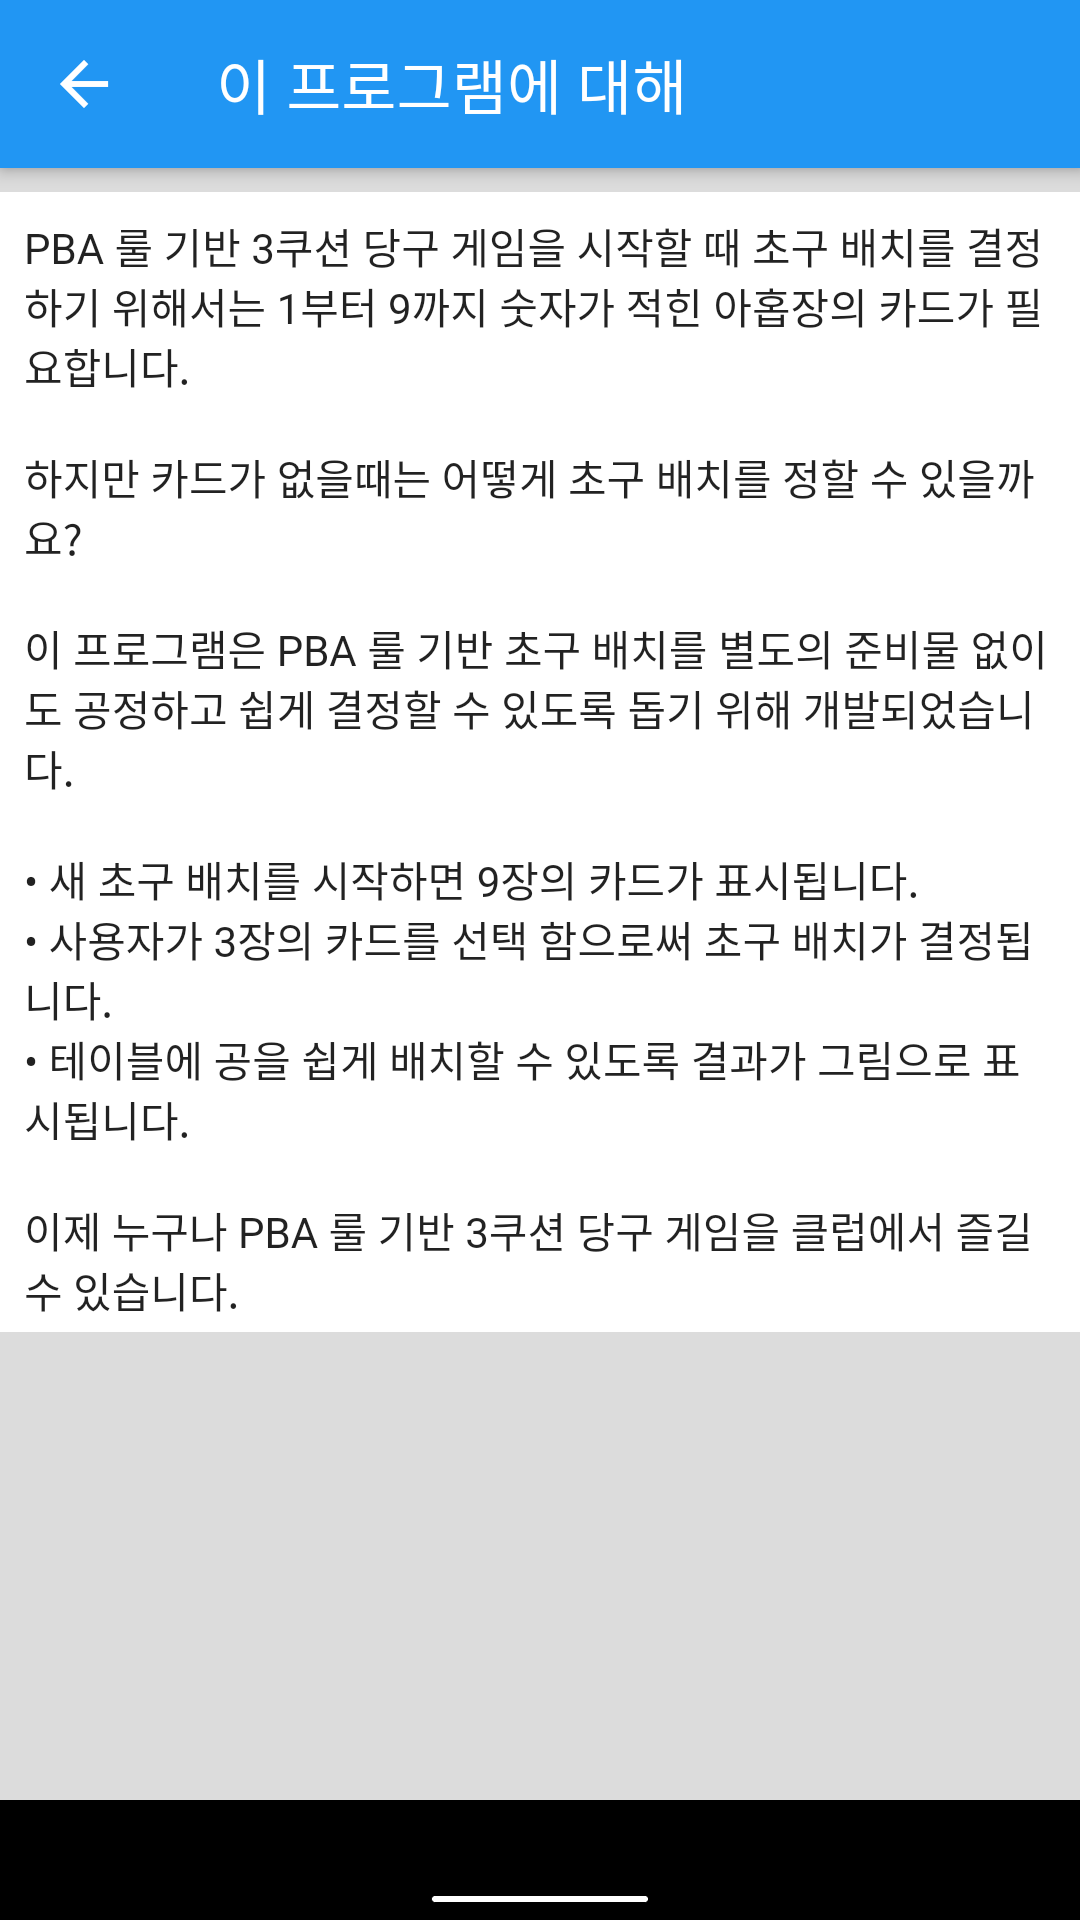 이 프로그램에 대해
PBA 룰 기반 3쿠션 당구 게임을 시작할 때 초구 배치를 결정
하기 위해서는 1부터 9까지 숫자가 적힌 아홉장의 카드가 필
요합니다.
하지만 카드가 없을때는 어떻게 초구 배치를 정할 수 있을까
요?
이 프로그램은 PBA 룰 기반 초구 배치를 별도의 준비물 없이
도 공정하고 쉽게 결정할 수 있도록 돕기 위해 개발되었습니
다.
• 새 초구 배치를 시작하면 9장의 카드가 표시됩니다.
• 사용자가 3장의 카드를 선택 함으로써 초구 배치가 결정됩
니다.
• 테이블에 공을 쉽게 배치할 수 있도록 결과가 그림으로 표
시됩니다.
이제 누구나 PBA 룰 기반 3쿠션 당구 게임을 클럽에서 즐길
수 있습니다.